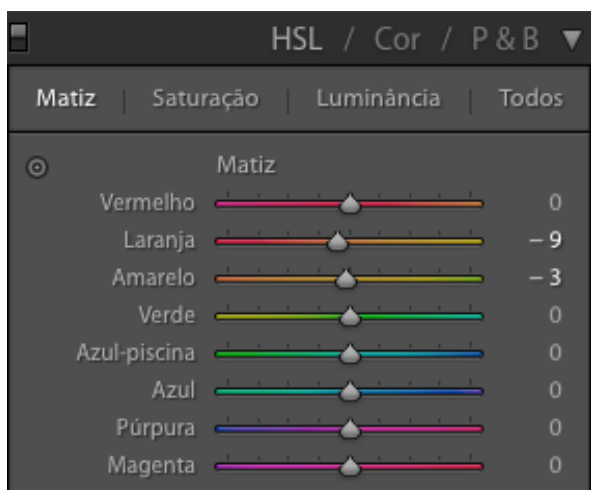 HSL / Cor / P & B ▼
Matiz | Saturação | Luminância | Todos
Matiz
Vermelho 0
Laranja – 9
Amarelo – 3
Verde 0
Azul-piscina 0
Azul 0
Púrpura 0
Magenta 0